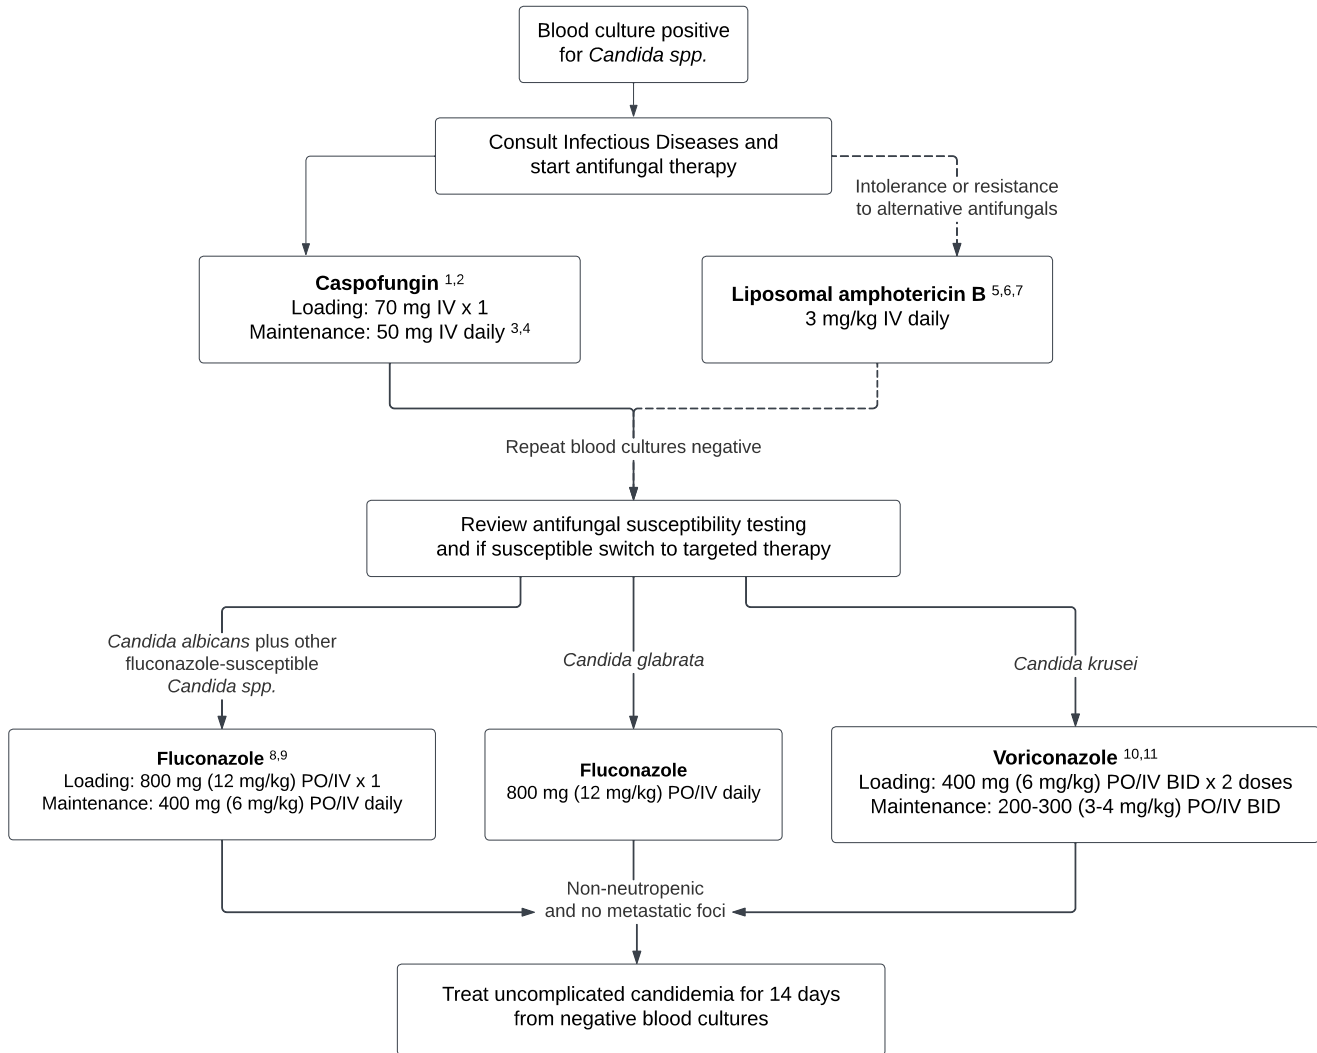 Blood culture positive
for Candida spp.
Consult Infectious Diseases and
start antifungal therapy
Intolerance or resistance
to alternative antifungals
Caspofungin 1,2
Loading: 70 mg IV x 1
Maintenance: 50 mg IV daily 3,4
Liposomal amphotericin B 5,6,7
3 mg/kg IV daily
Repeat blood cultures negative
Review antifungal susceptibility testing
and if susceptible switch to targeted therapy
Candida albicans plus other
fluconazole-susceptible
Candida spp.
Candida glabrata
Candida krusei
Fluconazole 8,9
Loading: 800 mg (12 mg/kg) PO/IV x 1
Maintenance: 400 mg (6 mg/kg) PO/IV daily
Fluconazole
800 mg (12 mg/kg) PO/IV daily
Voriconazole 10,11
Loading: 400 mg (6 mg/kg) PO/IV BID x 2 doses
Maintenance: 200-300 (3-4 mg/kg) PO/IV BID
Non-neutropenic
and no metastatic foci
Treat uncomplicated candidemia for 14 days
from negative blood cultures